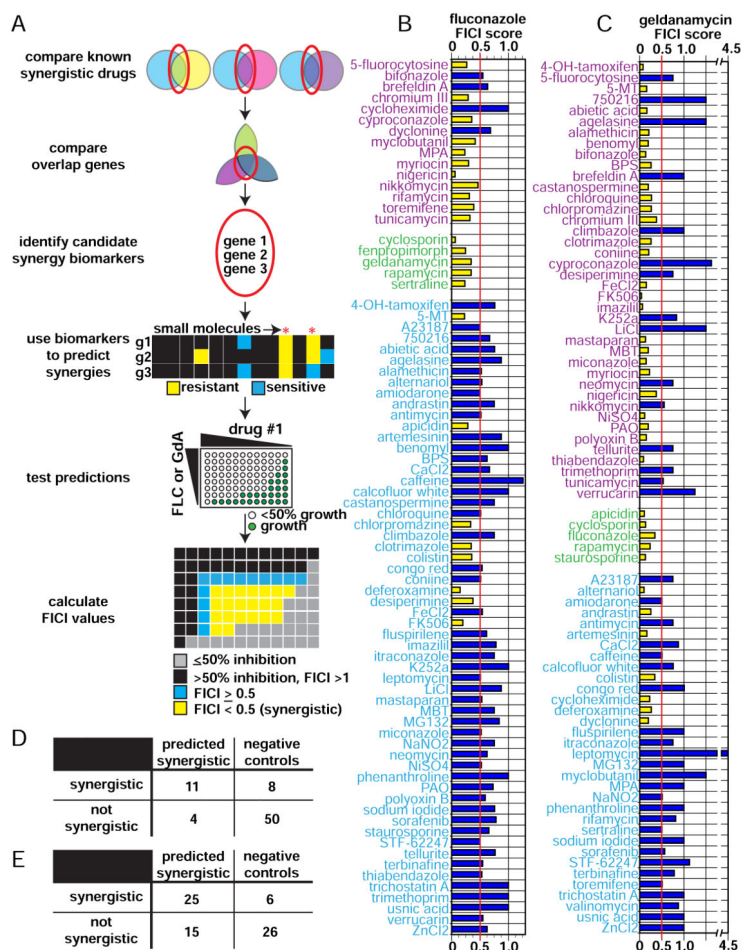 A
compare known
synergistic drugs
compare
overlap genes
identify candidate
synergy biomarkers
gene 1
gene 2
gene 3
use biomarkers
to predict
synergies
small molecules
* *
g1
g2
g3
resistant
sensitive
test predictions
drug #1
FLC or GdA
<50% growth
growth
calculate
FICI values
≤50% inhibition
>50% inhibition, FICI >1
FICI ≥ 0.5
FICI < 0.5 (synergistic)
B
fluconazole
FICI score
0 0.5 1.0
5-fluorocytosine
bifonazole
brefeldin A
chromium III
cycloheximide
cyproconazole
dyclonine
myclobutanil
MPA
myriocin
nigericin
nikkomycin
rifamycin
toremifene
tunicamycin
cyclosporin
fenpropimorph
geldanamycin
rapamycin
sertraline
4-OH-tamoxifen
5-MT
A23187
750216
abietic acid
agelasine
alamethicin
alternariol
amiodarone
andrastin
antimycin
apicidin
artemesinin
benomyl
BPS
CaCl2
caffeine
calcofluor white
castanospermine
chloroquine
chlorpromazine
climbazole
clotrimazole
colistin
congo red
coniine
deferoxamine
desiperimine
FeCl2
FK506
fluspirilene
imazilil
itraconazole
K252a
leptomycin
LiCl
mastaparan
MBT
MG132
miconazole
NaNO2
neomycin
NiSO4
phenanthroline
PAO
polyoxin B
sodium iodide
sorafenib
staurosporine
STF-62247
tellurite
terbinafine
thiabendazole
trichostatin A
trimethoprim
usnic acid
verrucarin
ZnCl2
0 0.5 1.0
C
geldanamycin
FICI score
0 0.5 1.0 4.5
4-OH-tamoxifen
5-fluorocytosine
5-MT
750216
abietic acid
agelasine
alamethicin
benomyl
bifonazole
BPS
brefeldin A
castanospermine
chloroquine
chlorpromazine
chromium III
climbazole
clotrimazole
coniine
cyproconazole
desiperimine
FeCl2
FK506
imazilil
K252a
LiCl
mastaparan
MBT
miconazole
myriocin
neomycin
nigericin
nikkomycin
NiSO4
PAO
polyoxin B
tellurite
thiabendazole
trimethoprim
tunicamycin
verrucarin
apicidin
cyclosporin
fluconazole
rapamycin
staurosporine
A23187
alternariol
amiodarone
andrastin
antimycin
artemesinin
CaCl2
caffeine
calcofluor white
colistin
congo red
cycloheximide
deferoxamine
dyclonine
fluspirilene
itraconazole
leptomycin
MG132
myclobutanil
MPA
NaNO2
phenanthroline
rifamycin
sertraline
sodium iodide
sorafenib
STF-62247
terbinafine
toremifene
trichostatin A
valinomycin
usnic acid
ZnCl2
0 0.5 1.0 4.5
D
predicted synergistic
negative controls
synergistic 11 8
not synergistic 4 50
E
predicted synergistic
negative controls
synergistic 25 6
not synergistic 15 26